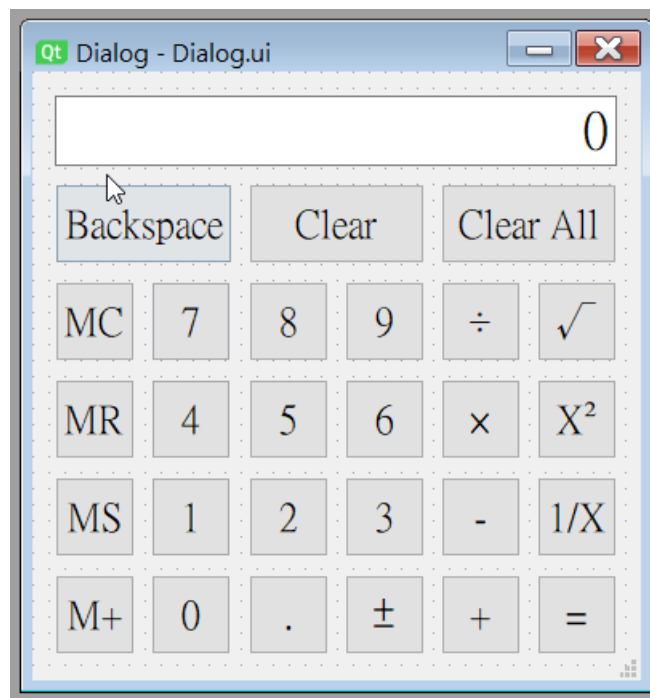 Qt Dialog - Dialog.ui
0
Backspace Clear Clear All
MC 7 8 9 ÷ √
MR 4 5 6 × X²
MS 1 2 3 - 1/X
M+ 0 . ± + =